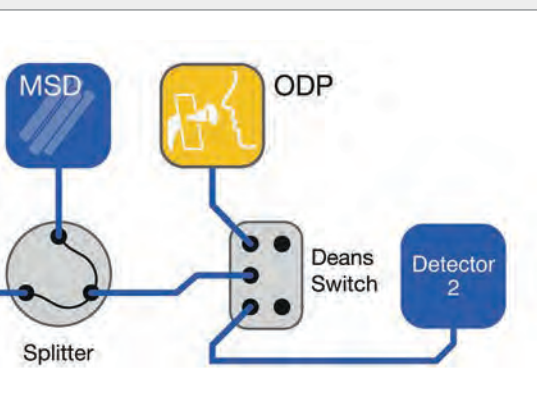 MSD
ODP
Deans
Switch
Detector
2
Splitter